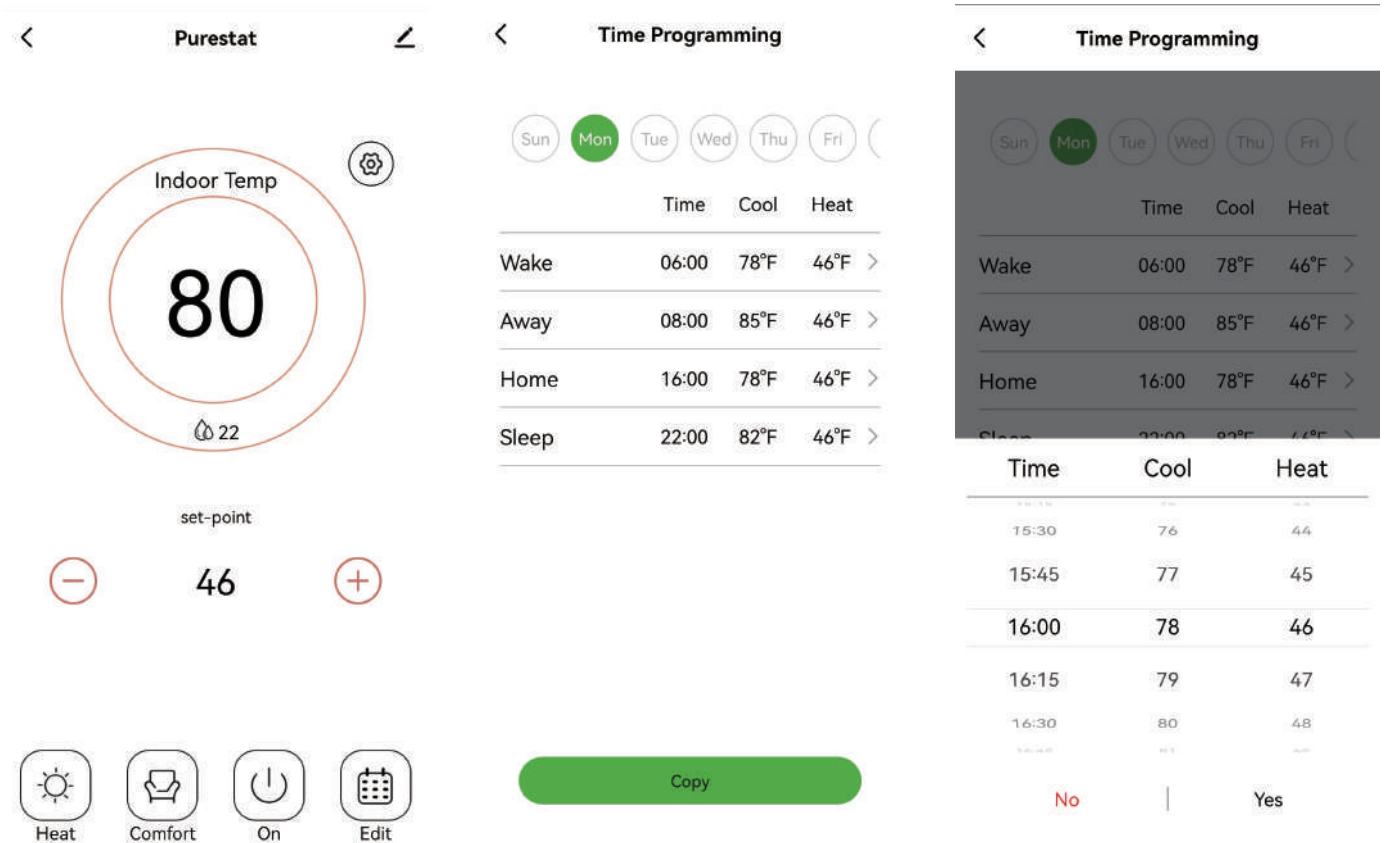 Purestat
Indoor Temp
80
22
set-point
46
Heat Comfort On Edit
Time Programming
Sun Mon Tue Wed Thu Fri
Time Cool Heat
Wake 06:00 78°F 46°F
Away 08:00 85°F 46°F
Home 16:00 78°F 46°F
Sleep 22:00 82°F 46°F
Copy
Time Programming
Sun Mon Tue Wed Thu Fri
Time Cool Heat
Wake 06:00 78°F 46°F
Away 08:00 85°F 46°F
Home 16:00 78°F 46°F
Time Cool Heat
15:30 76 44
15:45 77 45
16:00 78 46
16:15 79 47
16:30 80 48
No | Yes